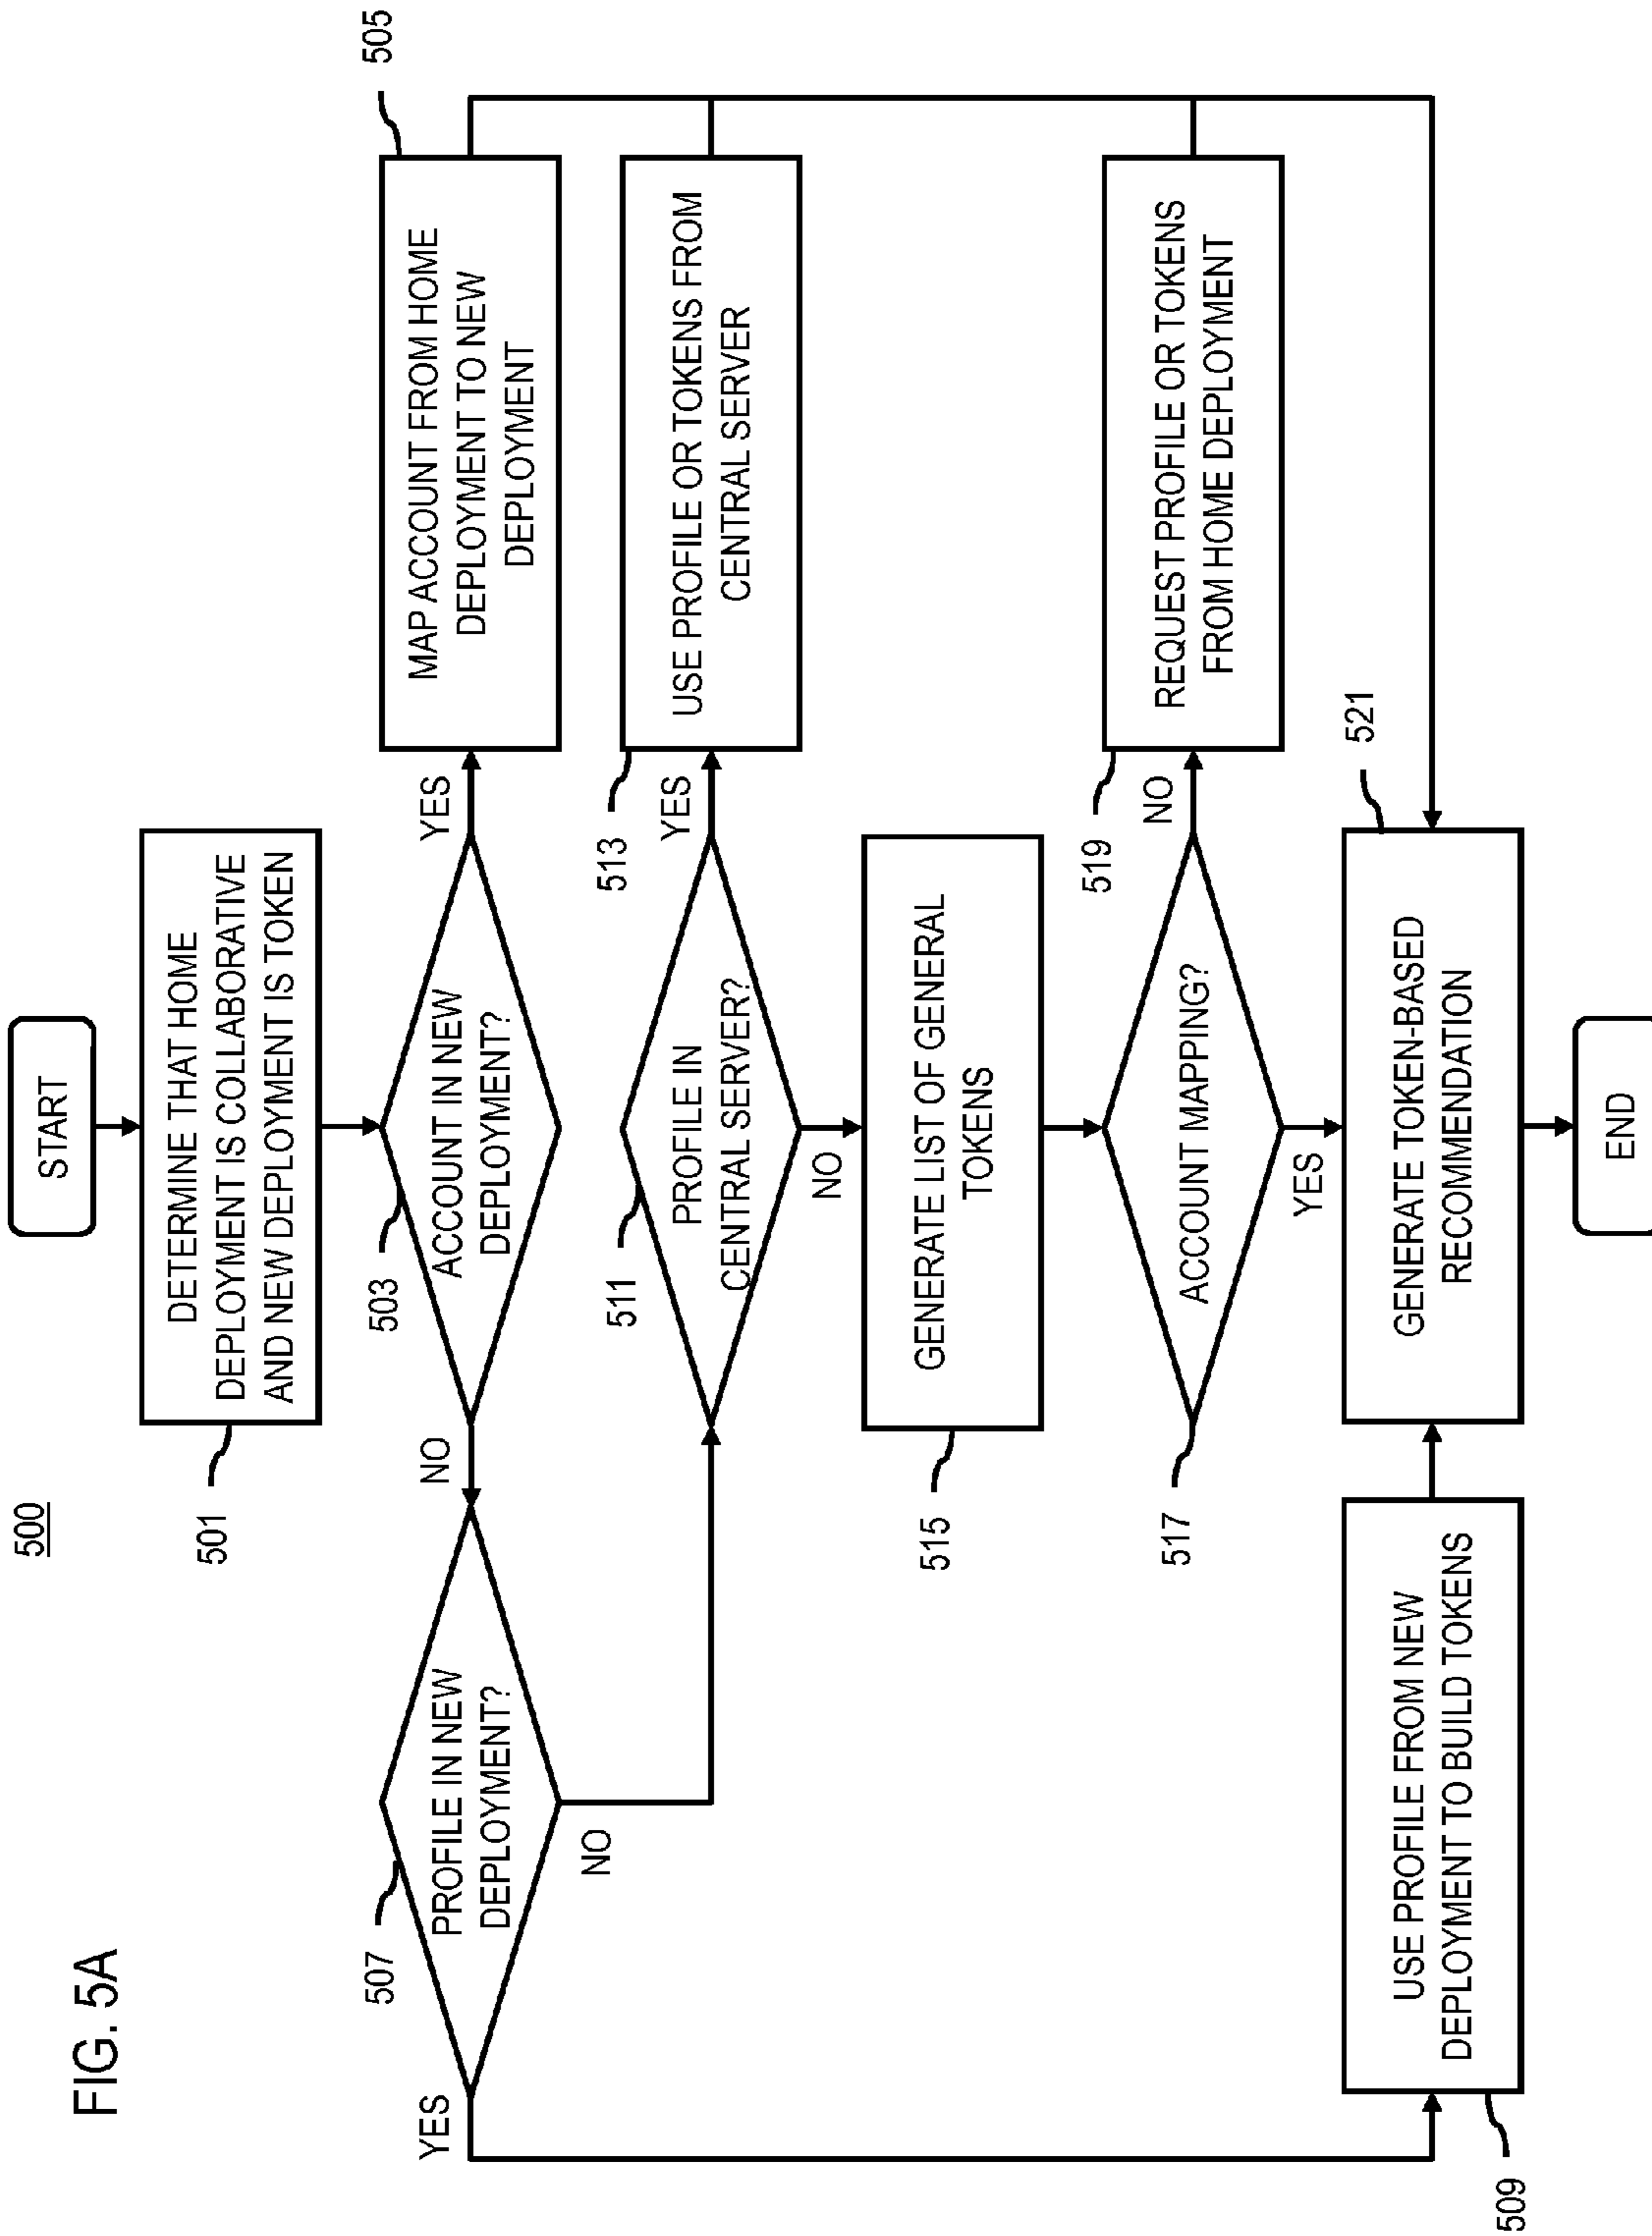 FIG. 5A
500
START
DETERMINE THAT HOME
DEPLOYMENT IS COLLABORATIVE
AND NEW DEPLOYMENT IS TOKEN
501
ACCOUNT IN NEW
DEPLOYMENT?
503
YES
NO
MAP ACCOUNT FROM HOME
DEPLOYMENT TO NEW
DEPLOYMENT
505
PROFILE IN NEW
DEPLOYMENT?
507
YES
NO
PROFILE IN
CENTRAL SERVER?
511
YES
NO
USE PROFILE OR TOKENS FROM
CENTRAL SERVER
513
GENERATE LIST OF GENERAL
TOKENS
515
ACCOUNT MAPPING?
517
NO
YES
REQUEST PROFILE OR TOKENS
FROM HOME DEPLOYMENT
519
USE PROFILE FROM NEW
DEPLOYMENT TO BUILD TOKENS
509
GENERATE TOKEN-BASED
RECOMMENDATION
521
END